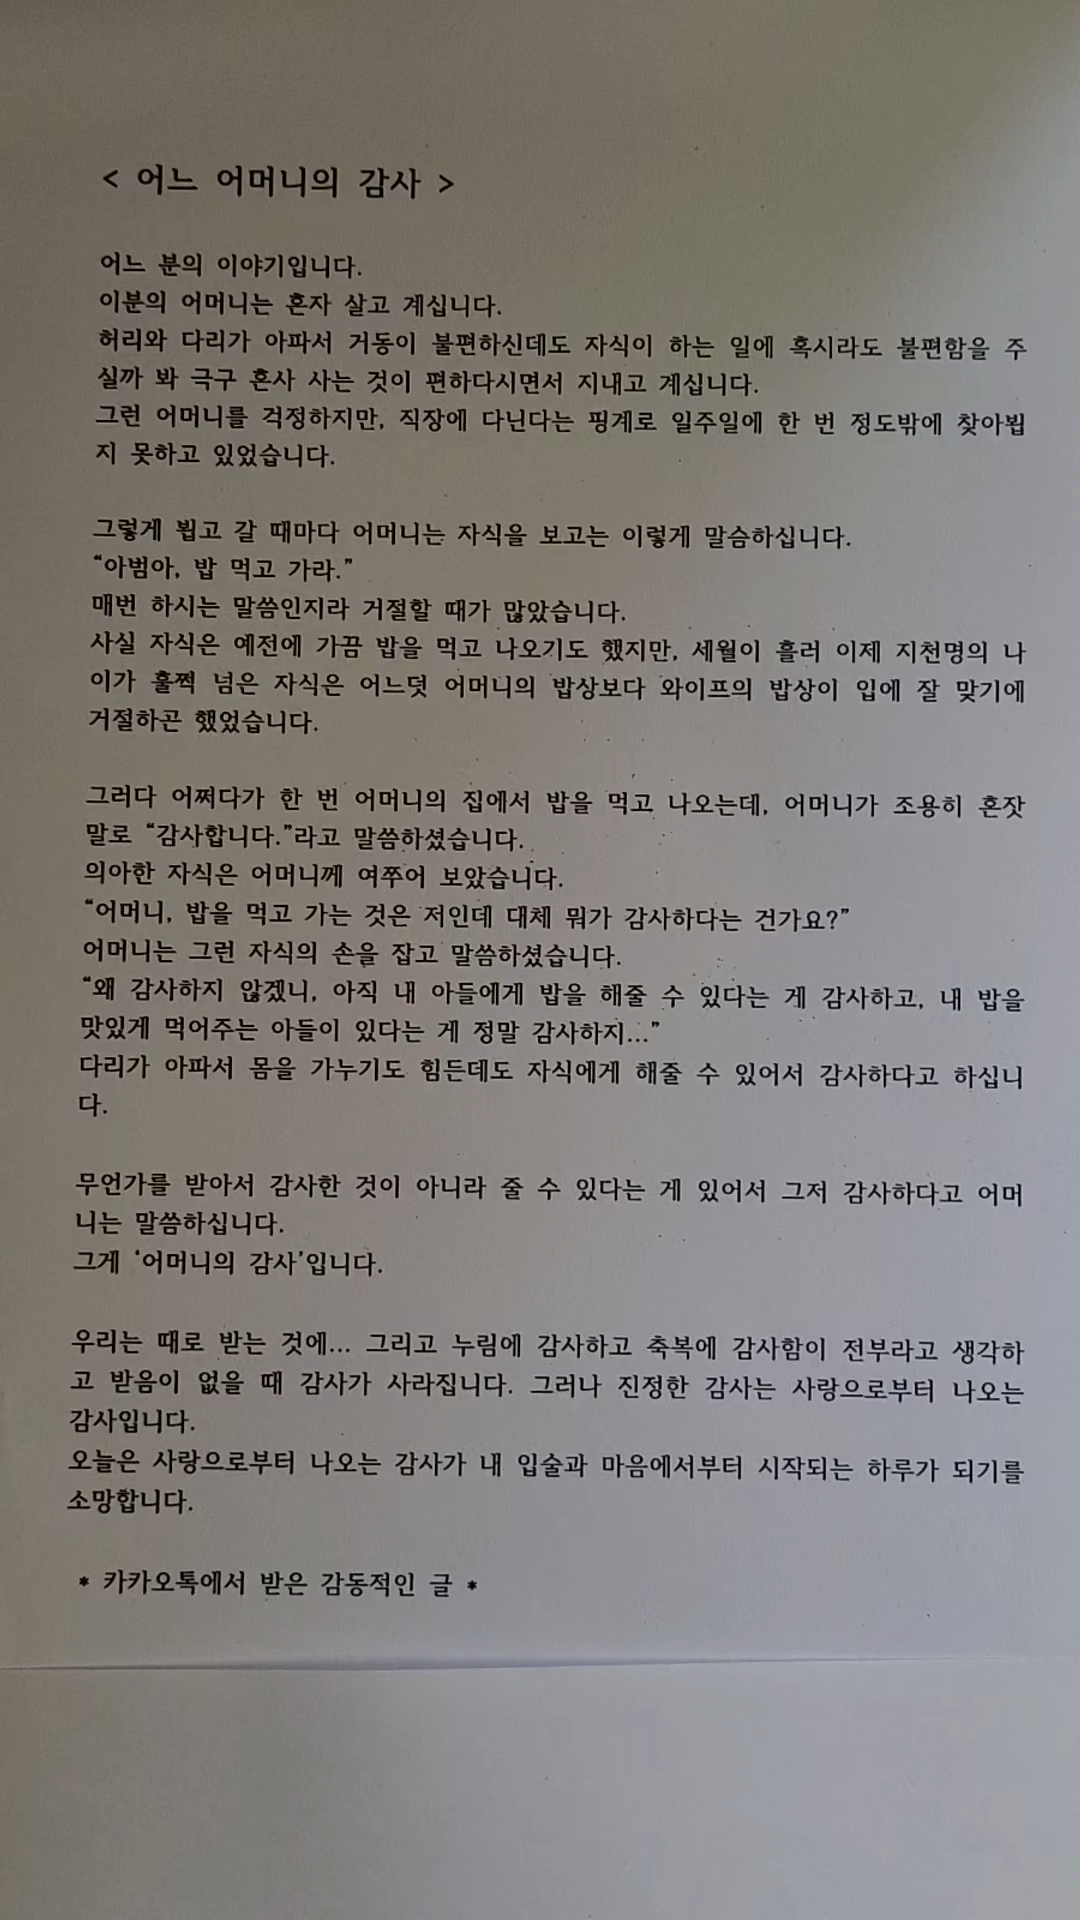 < 어느 어머니의 감사 >
어느 분의 이야기입니다.
이분의 어머니는 혼자 살고 계십니다.
허리와 다리가 아파서 거동이 불편하신데도 자식이 하는 일에 혹시라도 불편함을 주
실까 봐 극구 혼사 사는 것이 편하다시면서 지내고 계십니다.
그런 어머니를 걱정하지만, 직장에 다닌다는 핑계로 일주일에 한 번 정도밖에 찾아뵙
지 못하고 있었습니다.
그렇게 뵙고 갈 때마다 어머니는 자식을 보고는 이렇게 말슴하십니다.
“아범아, 밥 먹고 가라.”
매번 하시는 말씀인지라 거절할 때가 많았습니다.
사실 자식은 예전에 가끔 밥을 먹고 나오기도 했지만, 세월이 흘러 이제 지천명의 나
이가 훌쩍 넘은 자식은 어느덧 어머니의 밥상보다 와이프의 밥상이 입에 잘 맞기에
거절하곤 했었습니다.
그러다 어쩌다가 한 번 어머니의 집에서 밥을 먹고 나오는데, 어머니가 조용히 혼잣
말로 “감사합니다.”라고 말씀하셨습니다.
의아한 자식은 어머니께 여쭈어 보았습니다.
“어머니, 밥을 먹고 가는 것은 저인데 대체 뭐가 감사하다는 건가요?”
어머니는 그런 자식의 손을 잡고 말씀하셨습니다.
“왜 감사하지 않겠니, 아직 내 아들에게 밥을 해줄 수 있다는 게 감사하고, 내 밥을
맛있게 먹어주는 아들이 있다는 게 정말 감사하지...”
다리가 아파서 몸을 가누기도 힘든데도 자식에게 해줄 수 있어서 감사하다고 하십니
다.
무언가를 받아서 감사한 것이 아니라 줄 수 있다는 게 있어서 그저 감사하다고 어머
니는 말씀하십니다.
그게 ‘어머니의 감사’입니다.
우리는 때로 받는 것에... 그리고 누림에 감사하고 축복에 감사함이 전부라고 생각하
고 받음이 없을 때 감사가 사라집니다. 그러나 진정한 감사는 사랑으로부터 나오는
감사입니다.
오늘은 사랑으로부터 나오는 감사가 내 입술과 마음에서부터 시작되는 하루가 되기를
소망합니다.
* 카카오톡에서 받은 감동적인 글 *